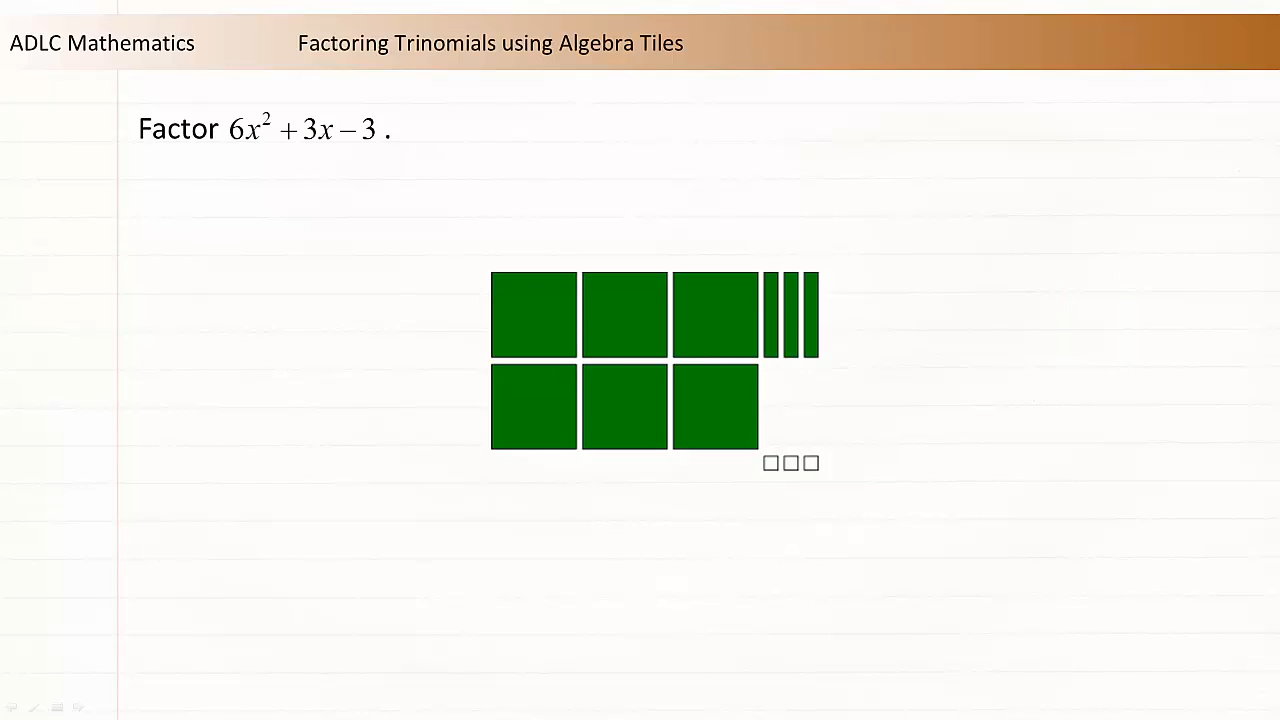 ADLC Mathematics Factoring Trinomials using Algebra Tiles
Factor 6x² + 3x − 3 .